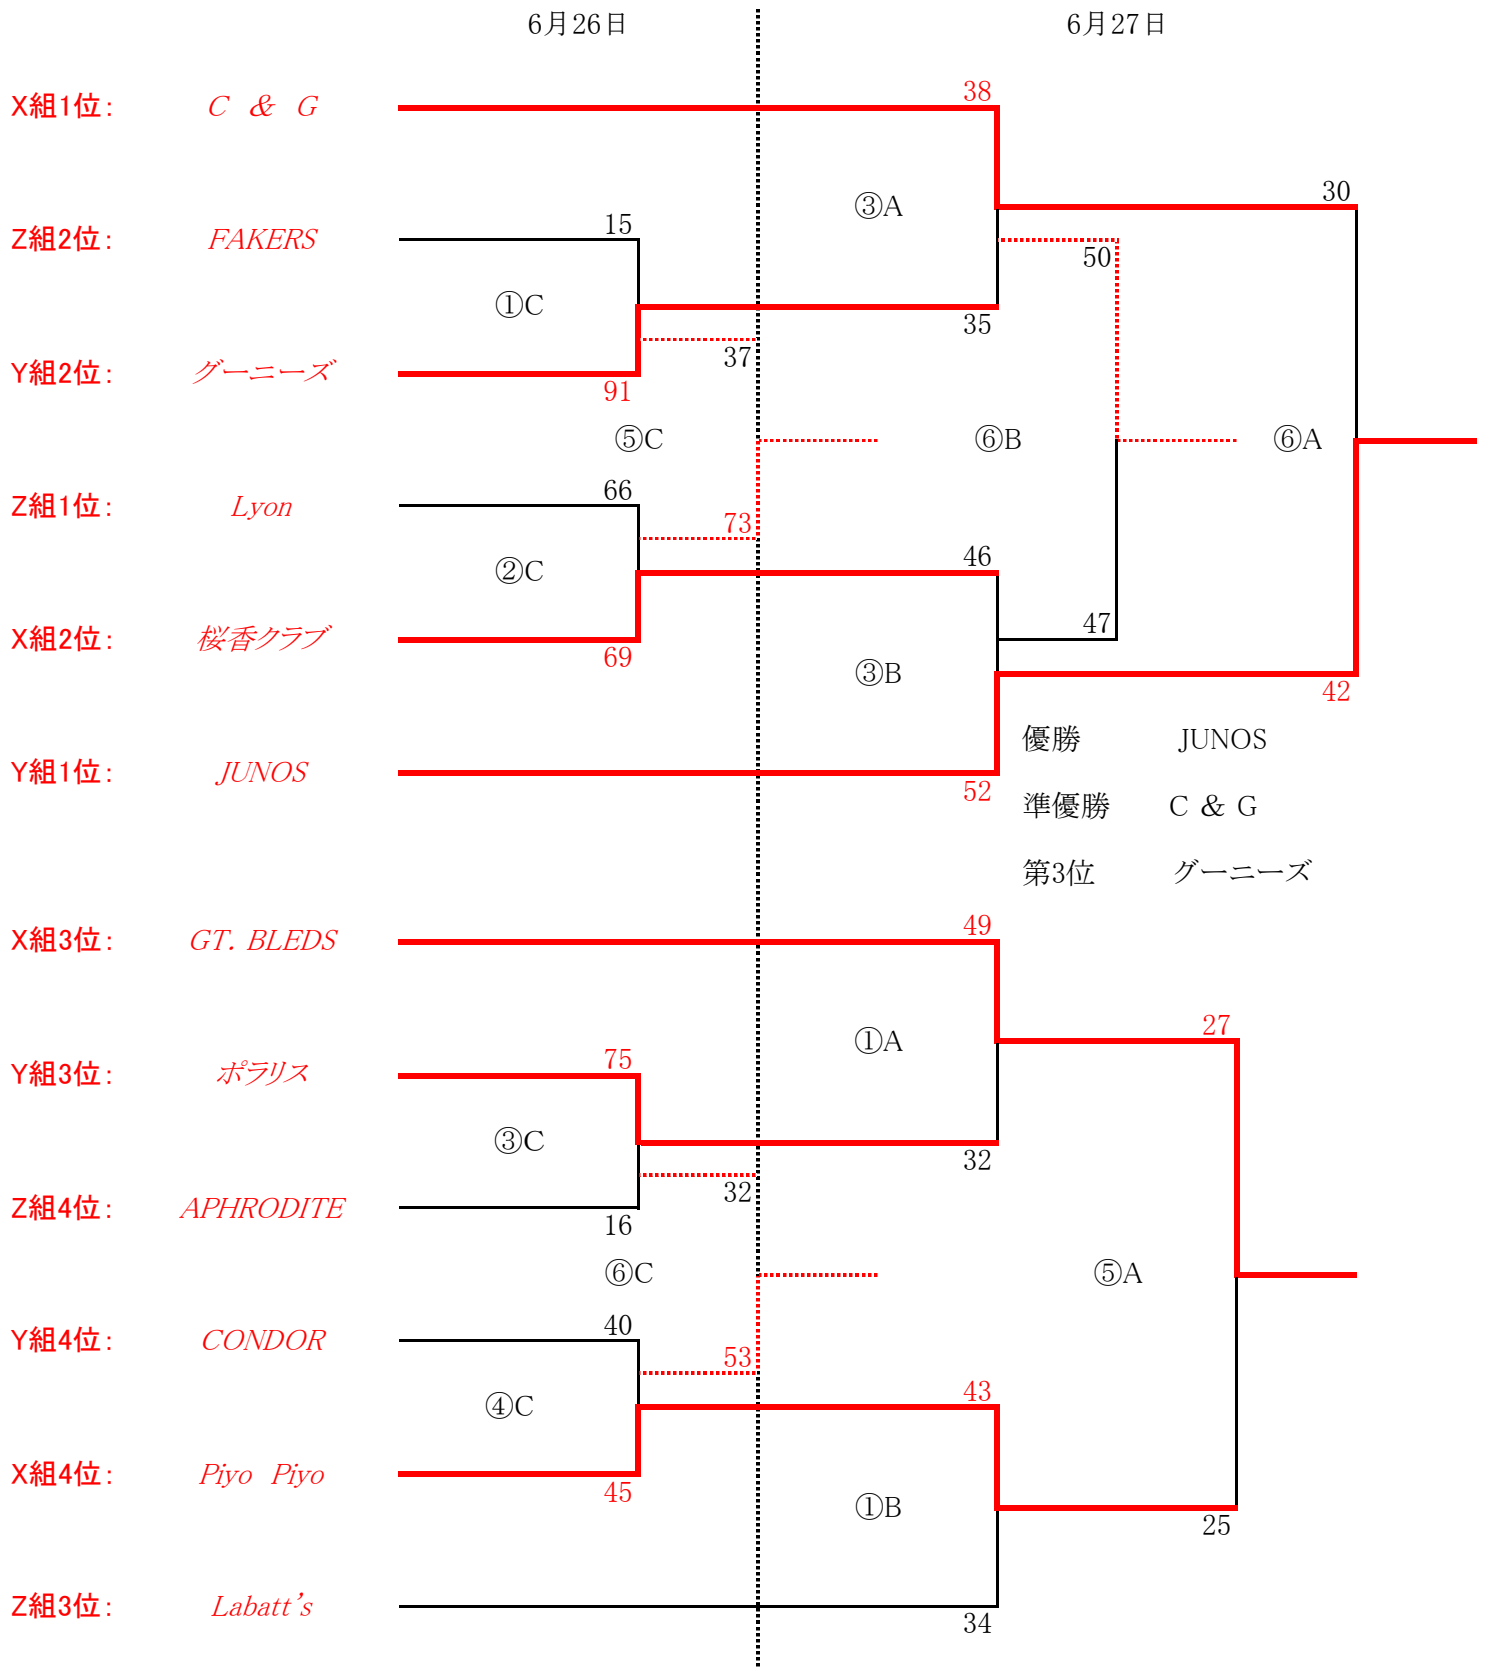 6月26日
6月27日
38
X組1位: C & G
30
③A
15
Z組2位: FAKERS
50
①C
35
37
Y組2位: グーニーズ
91
⑤C
⑥B
⑥A
66
Z組1位: Lyon
73
46
②C
47
X組2位: 桜香クラブ
69
③B
42
優勝 JUNOS
Y組1位: JUNOS
52
準優勝 C & G
第3位 グーニーズ
49
X組3位: GT. BLEDS
27
①A
75
Y組3位: ポラリス
③C
32
32
Z組4位: APHRODITE
16
⑥C
⑤A
40
Y組4位: CONDOR
53
43
④C
X組4位: Piyo Piyo
45
①B
25
Z組3位: Labatt's
34